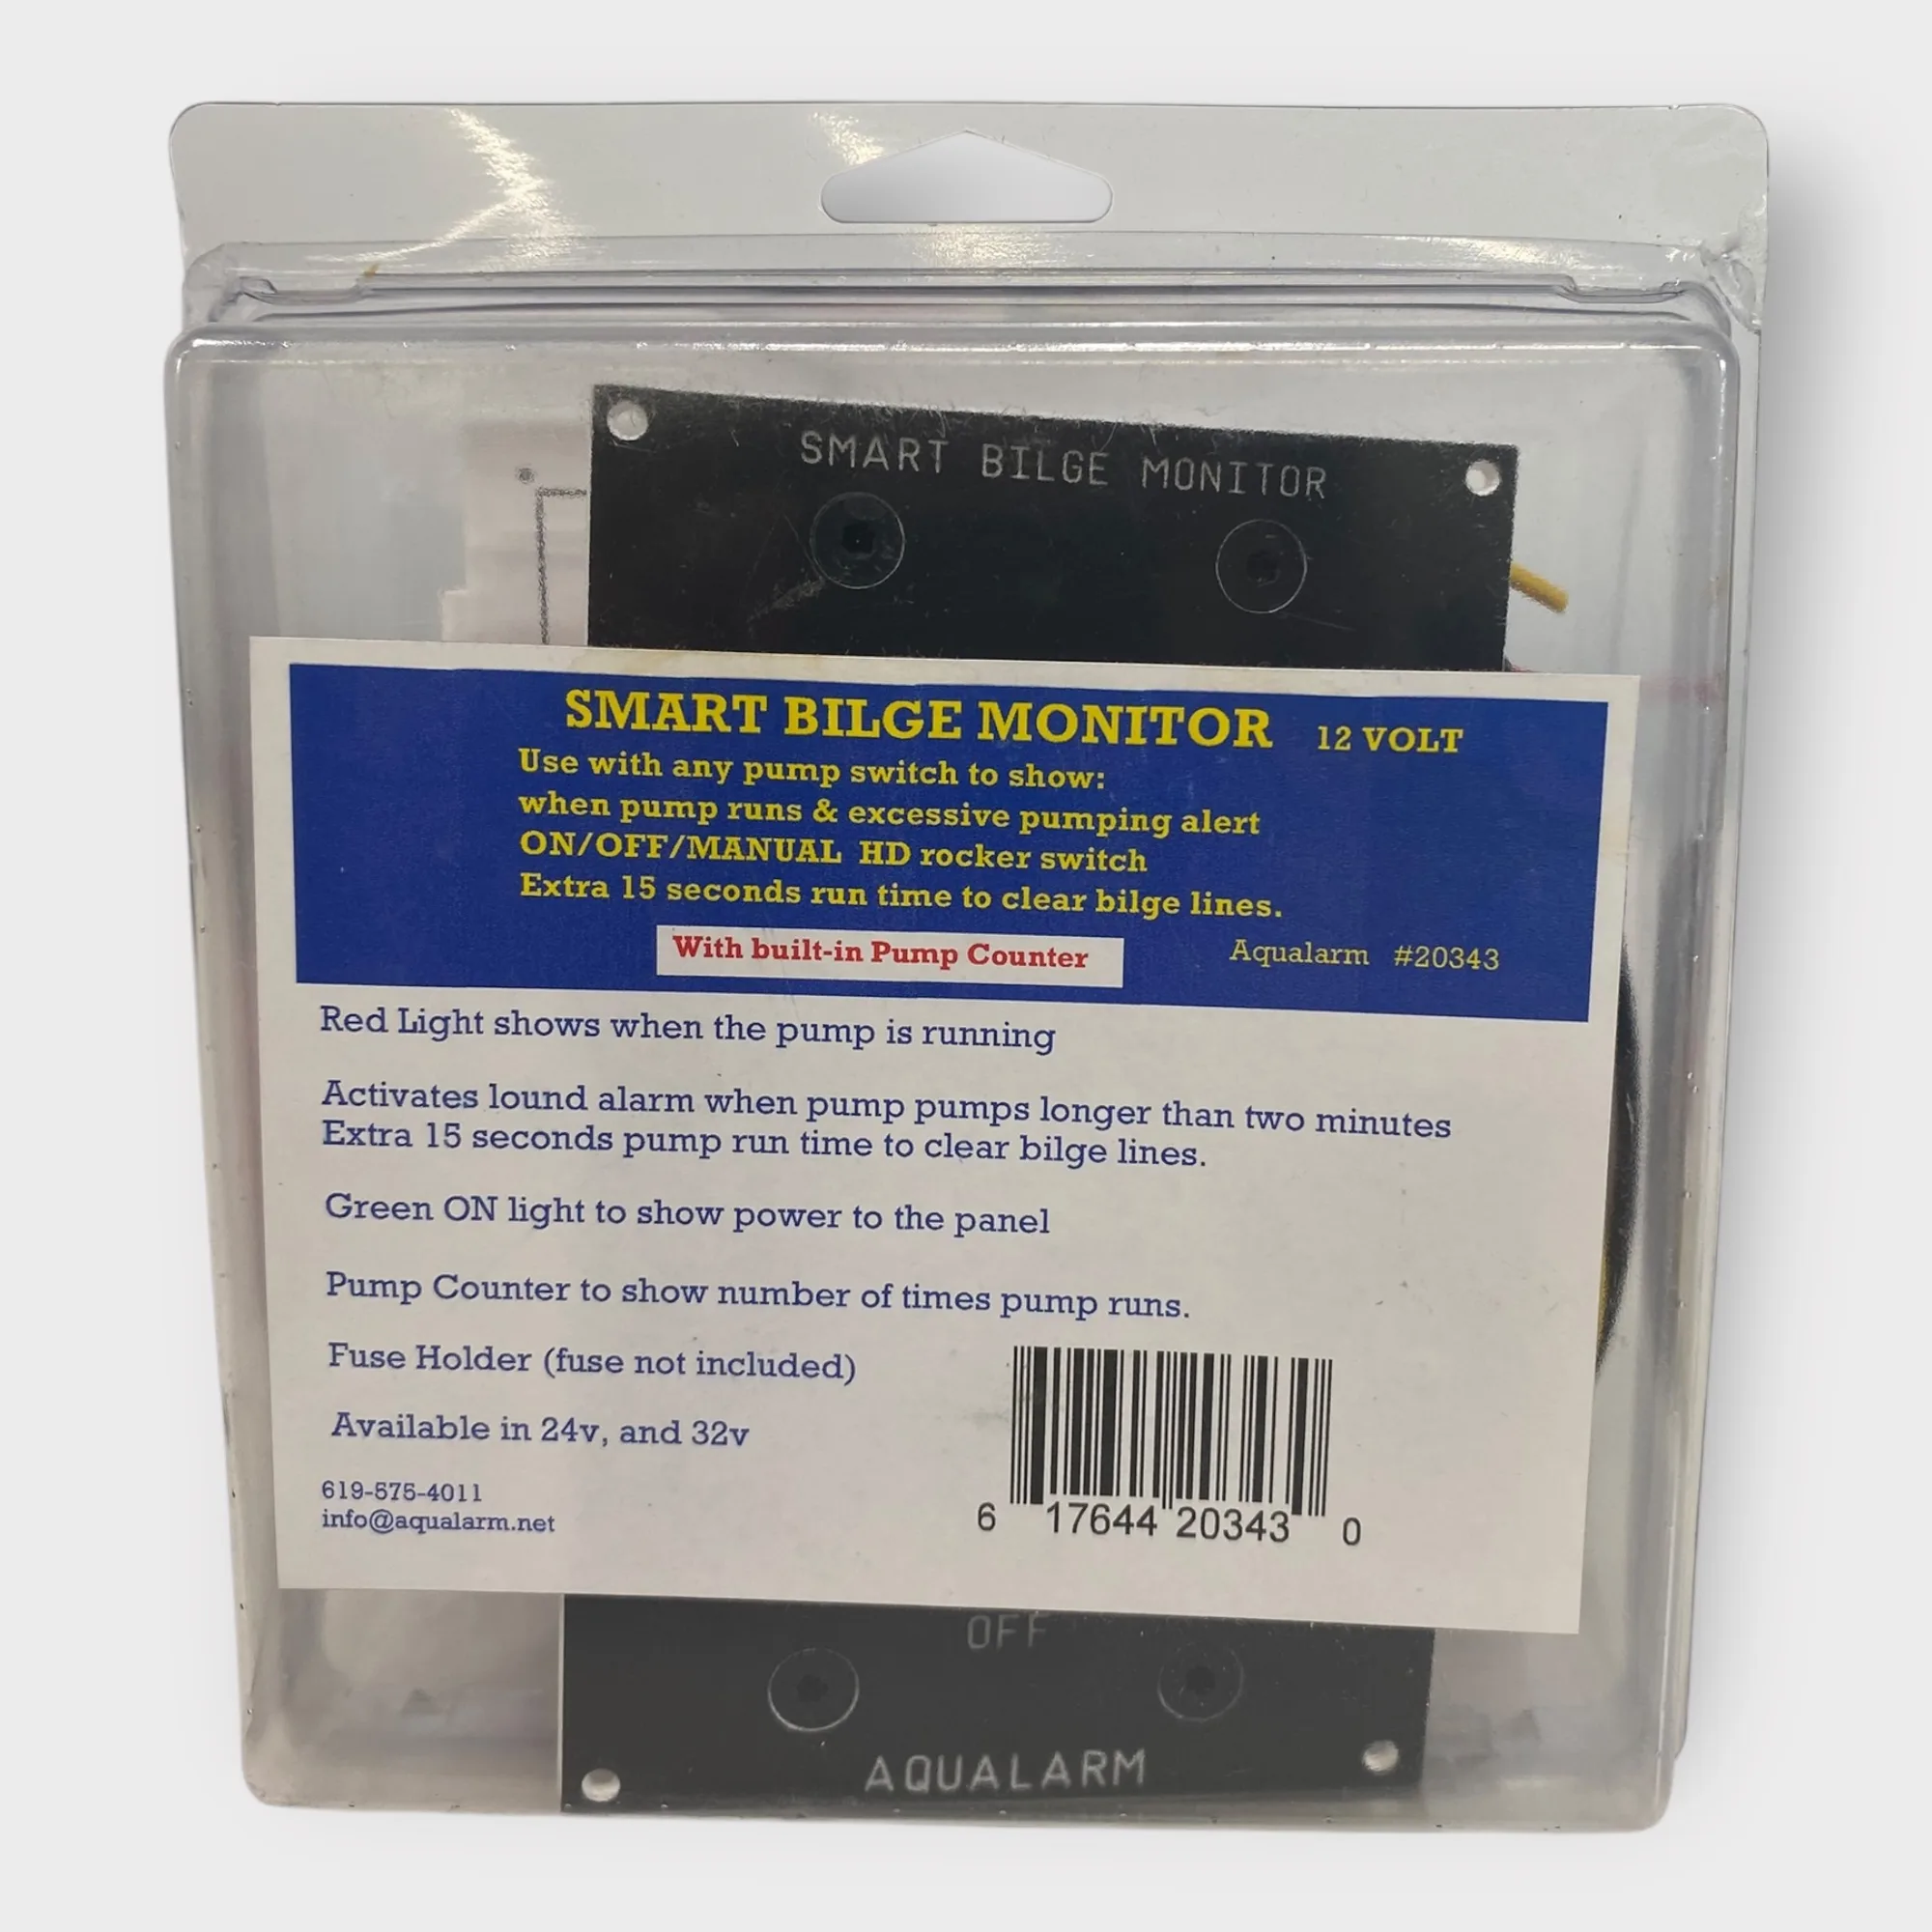 SMART BILGE MONITOR
SMART BILGE MONITOR 12 VOLT
Use with any pump switch to show:
when pump runs & excessive pumping alert
ON/OFF/MANUAL HD rocker switch
Extra 15 seconds run time to clear bilge lines.
With built-in Pump Counter
Aqualarm #20343
Red Light shows when the pump is running
Activates lound alarm when pump pumps longer than two minutes
Extra 15 seconds pump run time to clear bilge lines.
Green ON light to show power to the panel
Pump Counter to show number of times pump runs.
Fuse Holder (fuse not included)
Available in 24v, and 32v
619-575-4011
info@aqualarm.net
6 17644 20343 0
OFF
AQUALARM